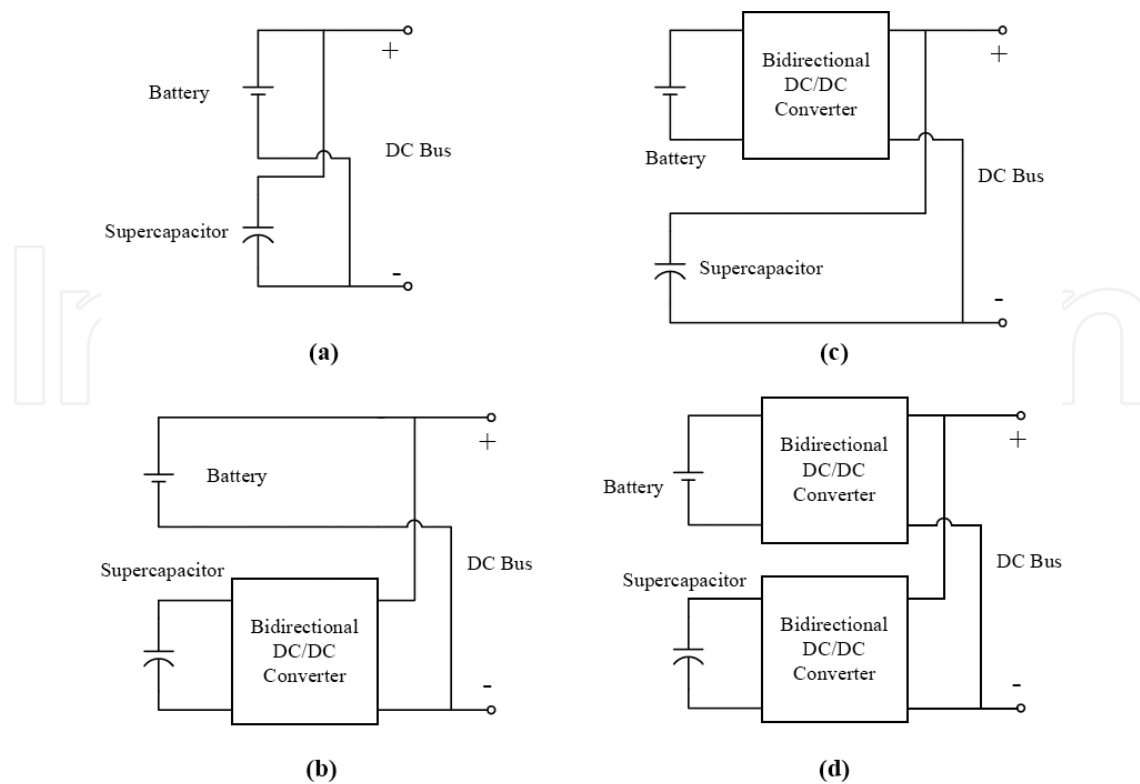 +
Battery
DC Bus
Supercapacitor
-
(a)
Bidirectional
DC/DC
Converter
+
Battery
DC Bus
Supercapacitor
-
(c)
+
Battery
DC Bus
Supercapacitor
Bidirectional
DC/DC
Converter
-
(b)
Bidirectional
DC/DC
Converter
+
Battery
DC Bus
Supercapacitor
Bidirectional
DC/DC
Converter
-
(d)